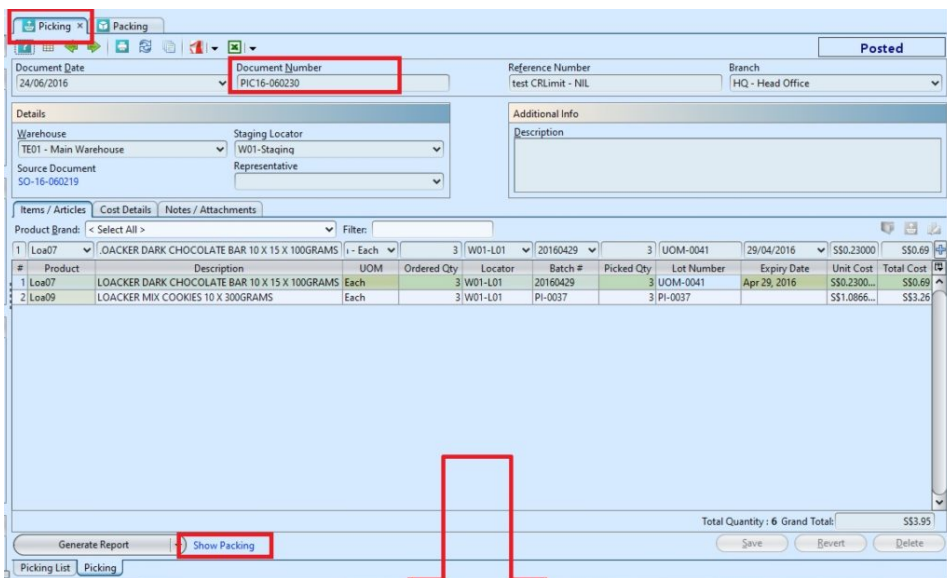 Picking × Packing
Posted
Document Date Document Number Reference Number Branch
24/06/2016 PIC16-060230 test CRLimit - NIL HQ - Head Office
Details Additional Info
Warehouse Staging Locator Description
TE01 - Main Warehouse W01-Staging
Source Document Representative
SO-16-060219
Items / Articles Cost Details Notes / Attachments
Product Brand: < Select All > Filter:
1 Loa07 .OACKER DARK CHOCOLATE BAR 10 X 15 X 100GRAMS - Each 3 W01-L01 20160429 3 UOM-0041 29/04/2016 S$0.23000 S$0.69
# Product Description UOM Ordered Qty Locator Batch # Picked Qty Lot Number Expiry Date Unit Cost Total Cost
1 Loa07 LOACKER DARK CHOCOLATE BAR 10 X 15 X 100GRAMS Each 3 W01-L01 20160429 3 UOM-0041 Apr 29, 2016 S$0.2300... S$0.69
2 Loa09 LOACKER MIX COOKIES 10 X 300GRAMS Each 3 W01-L01 PI-0037 3 PI-0037 S$1.0866... S$3.26
Total Quantity : 6 Grand Total: S$3.95
Generate Report Show Packing Save Revert Delete
Picking List Picking